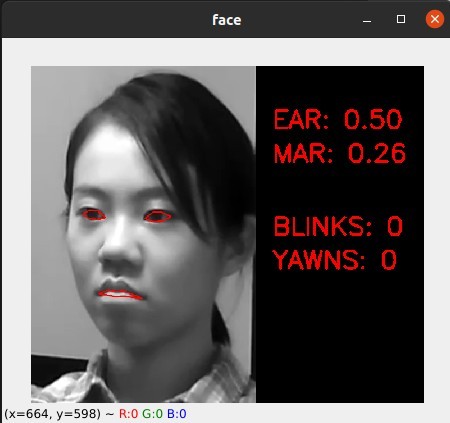 face
EAR: 0.50
MAR: 0.26
BLINKS: 0
YAWNS: 0
(x=664, y=598) ~ R:0 G:0 B:0